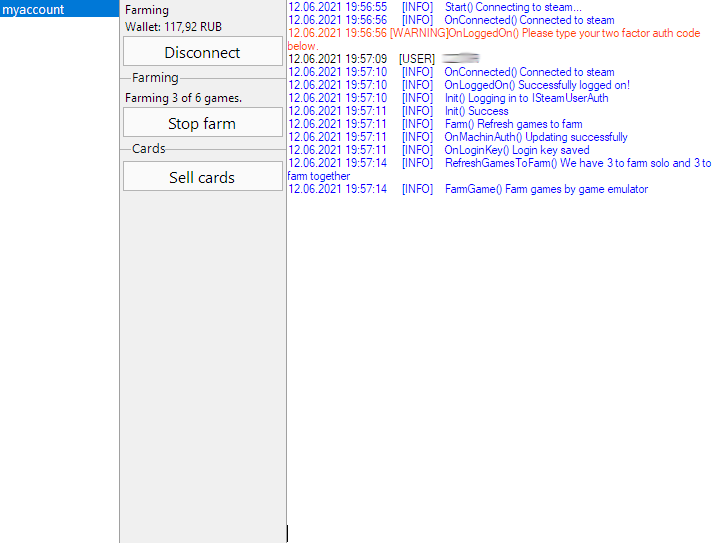 myaccount
Farming
Wallet: 117,92 RUB
Disconnect
Farming
Farming 3 of 6 games.
Stop farm
Cards
Sell cards
12.06.2021 19:56:55 [INFO] Start() Connecting to steam...
12.06.2021 19:56:56 [INFO] OnConnected() Connected to steam
12.06.2021 19:56:56 [WARNING]OnLoggedOn() Please type your two factor auth code
below.
12.06.2021 19:57:09 [USER]
12.06.2021 19:57:10 [INFO] OnConnected() Connected to steam
12.06.2021 19:57:10 [INFO] OnLoggedOn() Successfully logged on!
12.06.2021 19:57:10 [INFO] Init() Logging in to ISteamUserAuth
12.06.2021 19:57:11 [INFO] Init() Success
12.06.2021 19:57:11 [INFO] Farm() Refresh games to farm
12.06.2021 19:57:11 [INFO] OnMachinAuth() Updating successfully
12.06.2021 19:57:11 [INFO] OnLoginKey() Login key saved
12.06.2021 19:57:14 [INFO] RefreshGamesToFarm() We have 3 to farm solo and 3 to
farm together
12.06.2021 19:57:14 [INFO] FarmGame() Farm games by game emulator